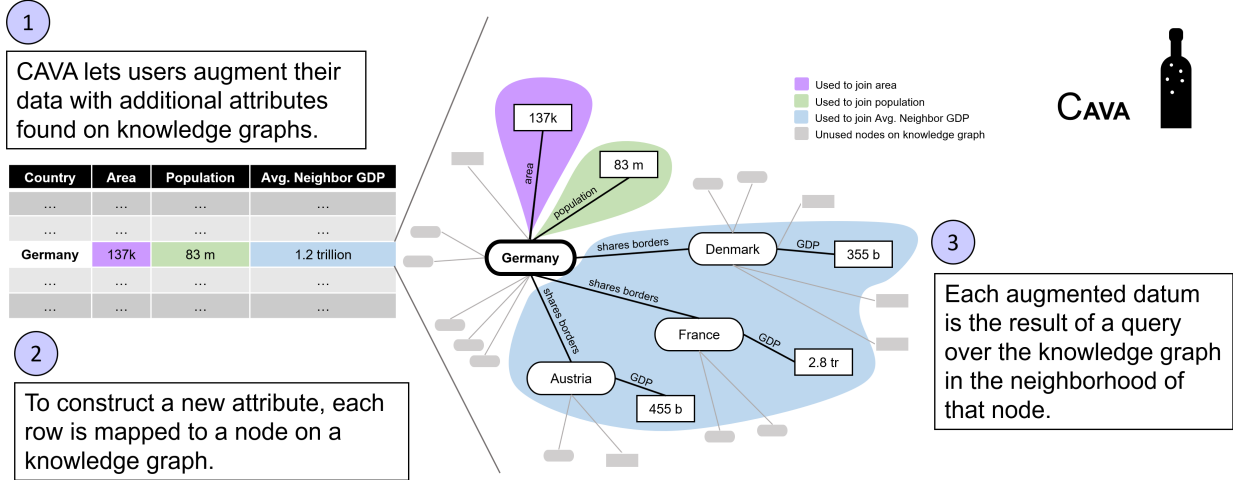 1
CAVA lets users augment their
data with additional attributes
found on knowledge graphs.
Country Area Population Avg. Neighbor GDP
... ... ... ...
... ... ... ...
Germany 137k 83 m 1.2 trillion
... ... ... ...
... ... ... ...
2
To construct a new attribute, each
row is mapped to a node on a
knowledge graph.
137k
area
83 m
population
Germany
shares borders
Denmark
GDP
355 b
shares borders
France
GDP
2.8 tr
shares borders
Austria
GDP
455 b
Used to join area
Used to join population
Used to join Avg. Neighbor GDP
Unused nodes on knowledge graph
CAVA
3
Each augmented datum
is the result of a query
over the knowledge graph
in the neighborhood of
that node.